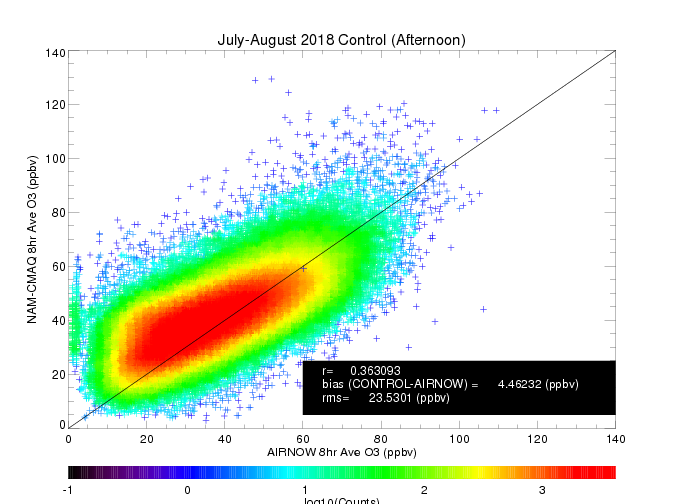 July-August 2018 Control (Afternoon)
NAM-CMAQ 8hr Ave O3 (ppbv)
140
120
100
80
60
40
20
0
r= 0.363093
bias (CONTROL-AIRNOW) = 4.46232 (ppbv)
rms= 23.5301 (ppbv)
0 20 40 60 80 100 120 140
AIRNOW 8hr Ave O3 (ppbv)
-1 0 1 2 3
log10(Counts)